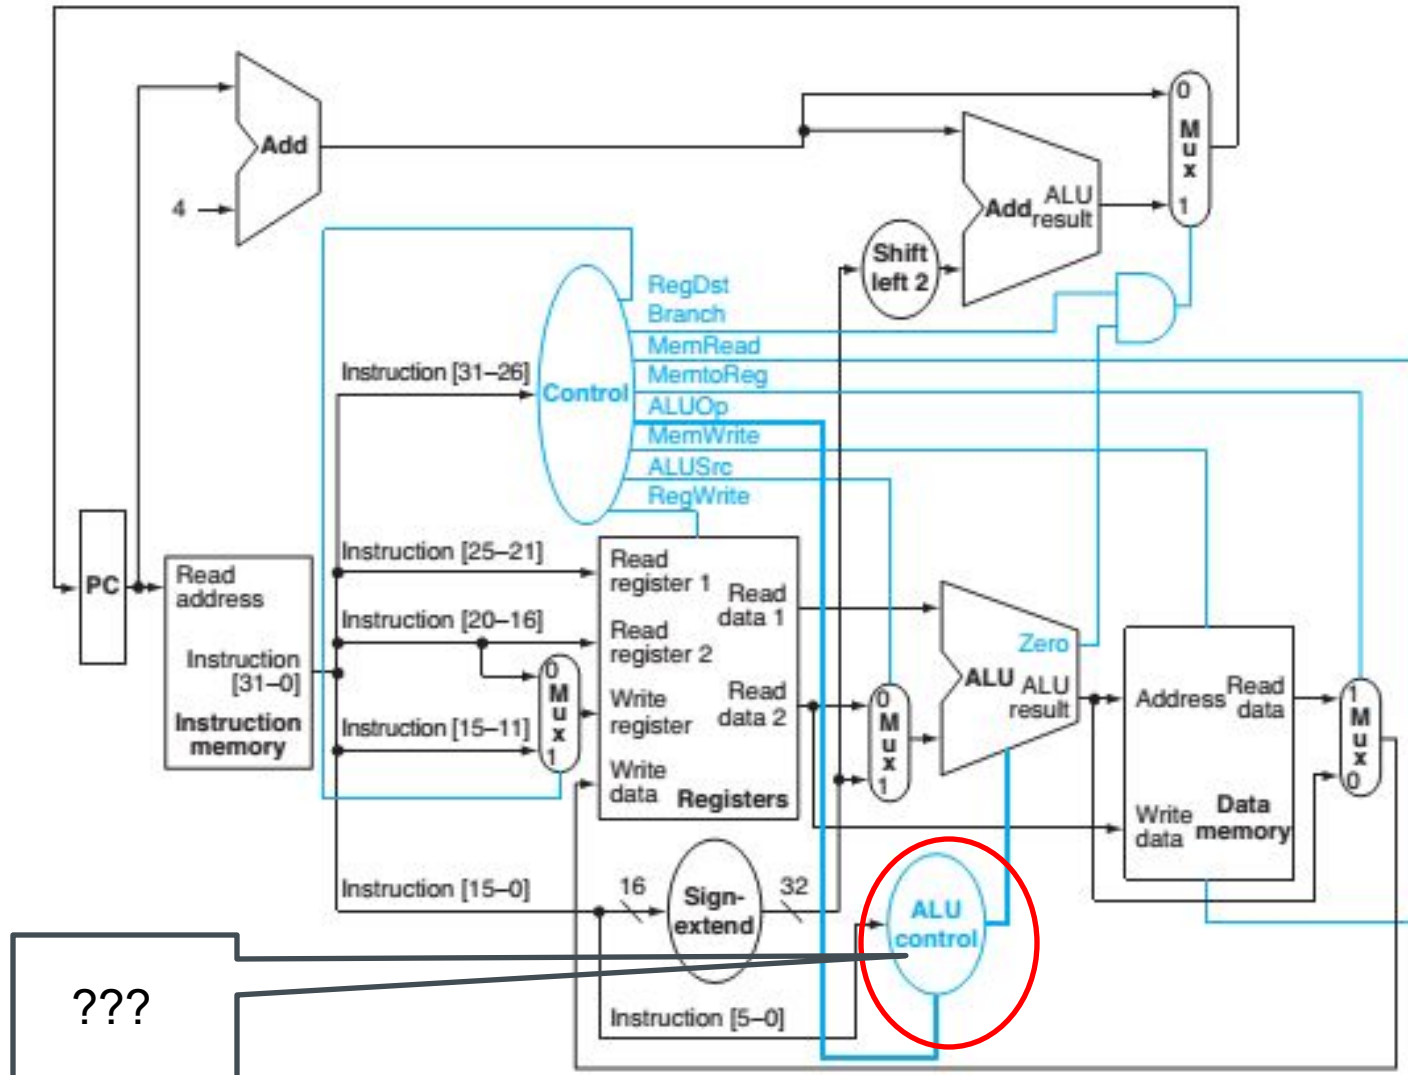 Add
4
0
M
u
x
1
Add
ALU
result
Shift
left 2
RegDst
Branch
MemRead
MemtoReg
ALUOp
MemWrite
ALUSrc
RegWrite
Control
Instruction [31–26]
Instruction [25–21]
Instruction [20–16]
Instruction [15–11]
Instruction [15–0]
Instruction [5–0]
PC
Read
address
Instruction
[31–0]
Instruction
memory
0
M
u
x
1
Read
register 1
Read
register 2
Write
register
Write
data
Read
data 1
Read
data 2
Registers
0
M
u
x
1
Zero
ALU
ALU
result
Address
Read
data
Write
data
Data
memory
1
M
u
x
0
16
Sign-
extend
32
ALU
control
???